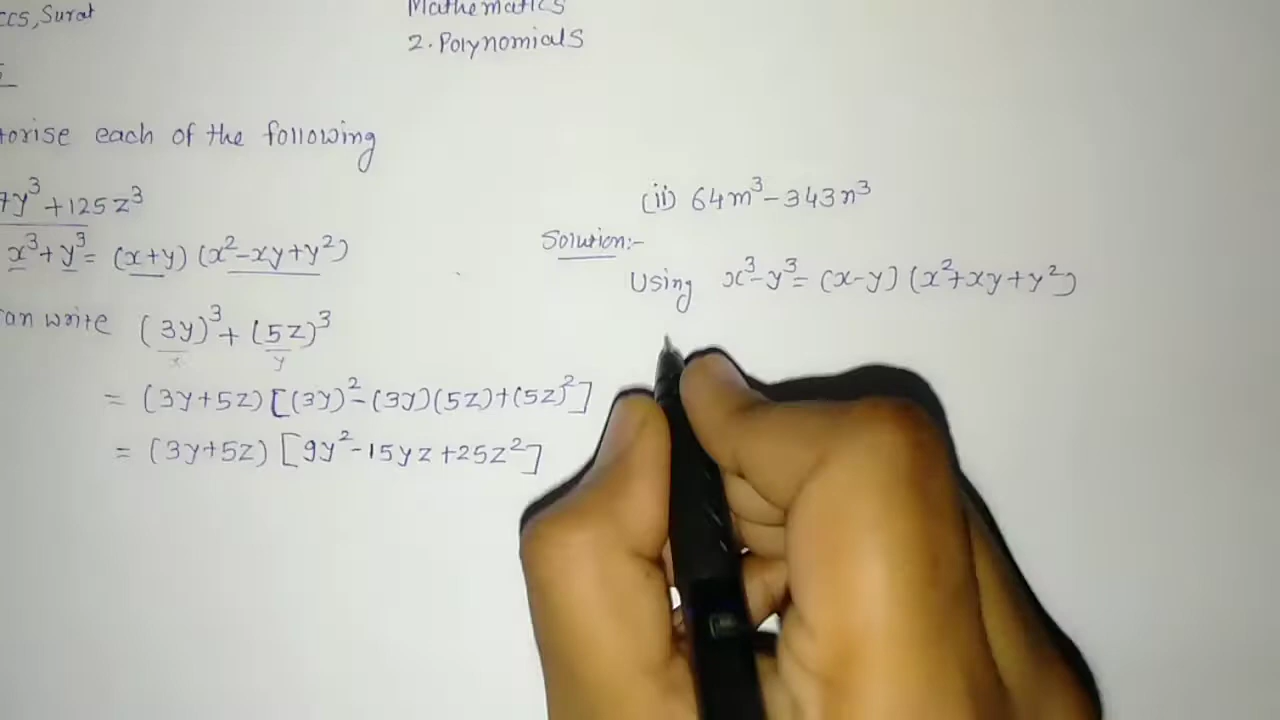 CCS, Surat
Mathematics
2. Polynomials
torise each of the following
7y³ + 125z³
x³ + y³ = (x+y) (x² - xy + y²)
an write (3y)³ + (5z)³
x y
= (3y+5z) [(3y)² - (3y)(5z) + (5z)²]
= (3y+5z) [9y² - 15yz + 25z²]
(ii) 64m³ - 343n³
Solution:-
Using x³ - y³ = (x-y) (x² + xy + y²)